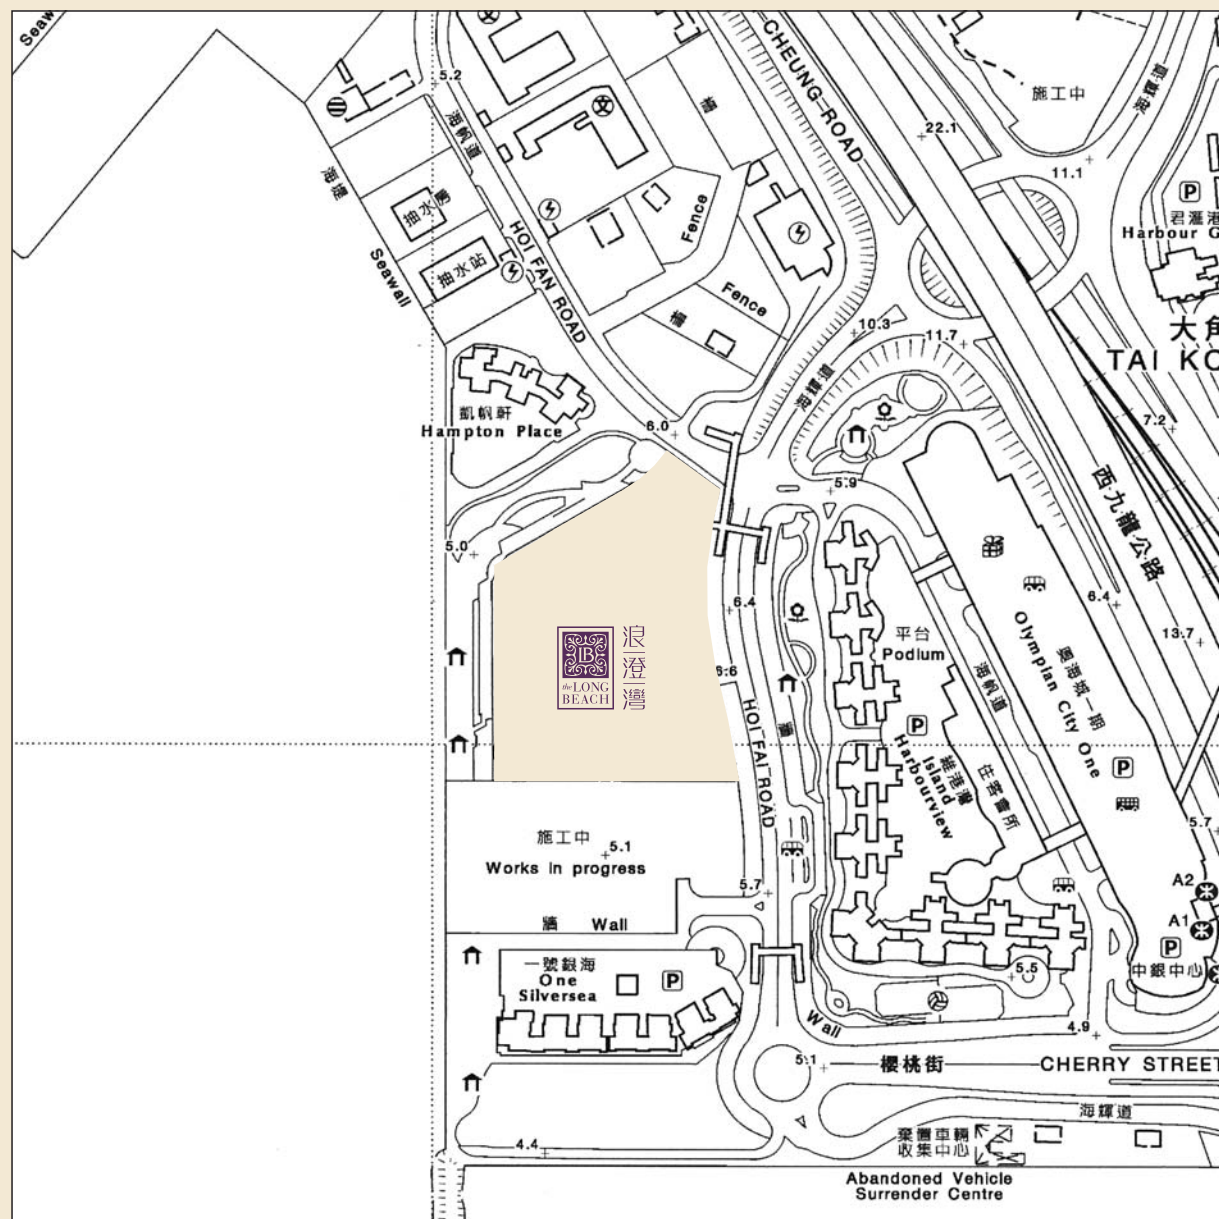 Seaw
CHEUNG ROAD
5.2
海帆道
牆
施工中
海輝道
22.1
11.1
P
君滙港
Harbour G
海堤
Seawall
抽水房
抽水站
HOI FAN ROAD
Fence
Fence
柵
10.3
11.7
海輝道
大角
TAI KO
7.2
凱帆軒
Hampton Place
6.0
5.9
西九龍公路
5.0
6.4
6.4
13.7
浪澄灣
LB
the LONG
BEACH
6.6
平台
Podium
海帆道
奧海城一期
Olympian City One
HOI FAI ROAD
P
維港灣
Island
Harbourview
住客會所
P
5.7
施工中
5.1
Works in progress
5.7
A2
A1
牆 Wall
一號銀海
One
Silversea
P
P
中銀中心
5.5
Wall
4.9
5.1
櫻桃街
CHERRY STREET
海輝道
4.4
棄置車輛
收集中心
Abandoned Vehicle
Surrender Centre